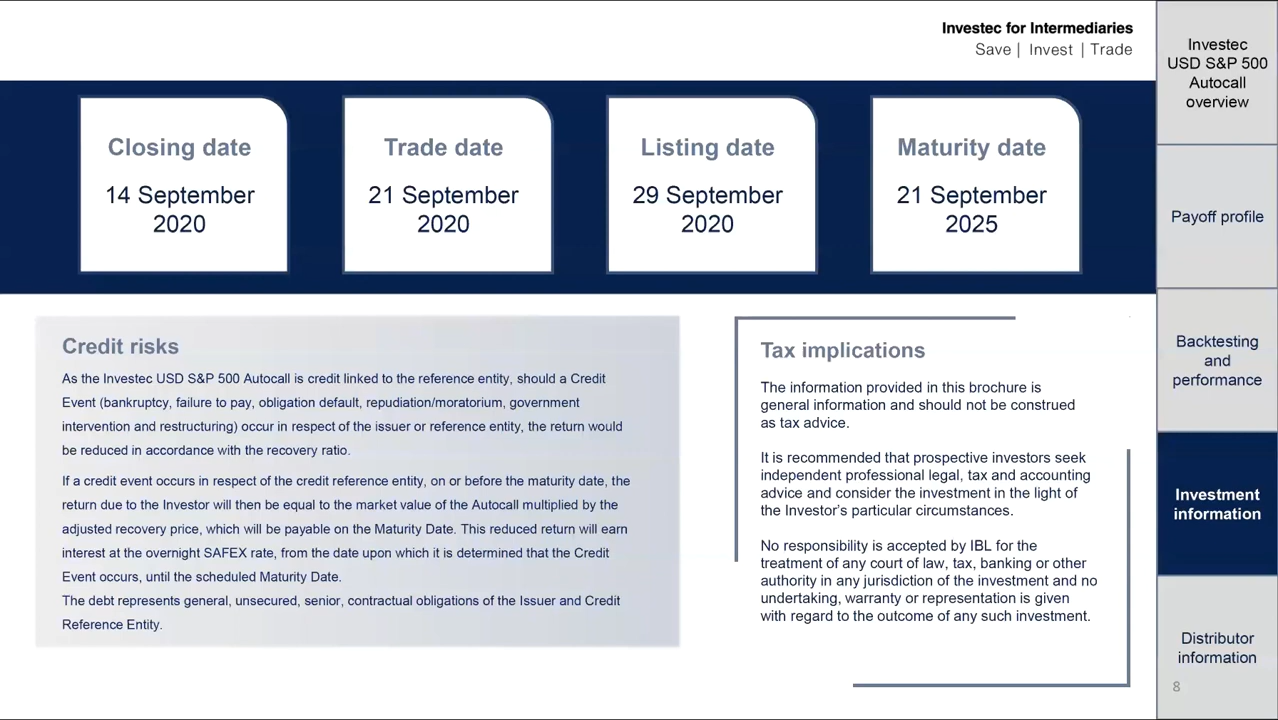 Investec for Intermediaries
Save | Invest | Trade
Closing date
14 September
2020
Trade date
21 September
2020
Listing date
29 September
2020
Maturity date
21 September
2025
Credit risks
As the Investec USD S&P 500 Autocall is credit linked to the reference entity, should a Credit
Event (bankruptcy, failure to pay, obligation default, repudiation/moratorium, government
intervention and restructuring) occur in respect of the issuer or reference entity, the return would
be reduced in accordance with the recovery ratio.
If a credit event occurs in respect of the credit reference entity, on or before the maturity date, the
return due to the Investor will then be equal to the market value of the Autocall multiplied by the
adjusted recovery price, which will be payable on the Maturity Date. This reduced return will earn
interest at the overnight SAFEX rate, from the date upon which it is determined that the Credit
Event occurs, until the scheduled Maturity Date.
The debt represents general, unsecured, senior, contractual obligations of the Issuer and Credit
Reference Entity.
Tax implications
The information provided in this brochure is
general information and should not be construed
as tax advice.
It is recommended that prospective investors seek
independent professional legal, tax and accounting
advice and consider the investment in the light of
the Investor's particular circumstances.
No responsibility is accepted by IBL for the
treatment of any court of law, tax, banking or other
authority in any jurisdiction of the investment and no
undertaking, warranty or representation is given
with regard to the outcome of any such investment.
Investec
USD S&P 500
Autocall
overview
Payoff profile
Backtesting
and
performance
Investment
information
Distributor
information
8